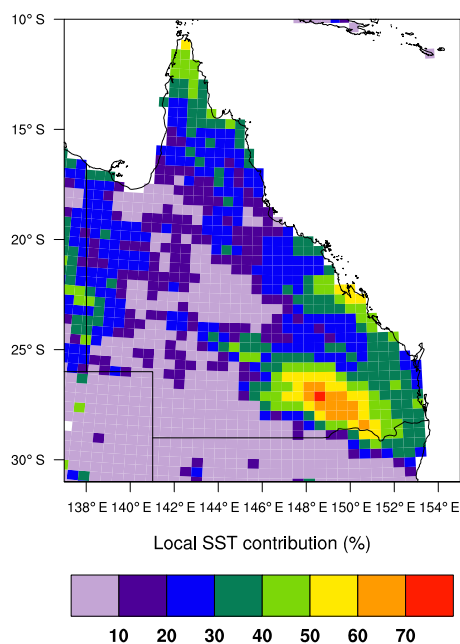 10° S
15° S
20° S
25° S
30° S
138° E 140° E 142° E 144° E 146° E 148° E 150° E 152° E 154° E
Local SST contribution (%)
10 20 30 40 50 60 70